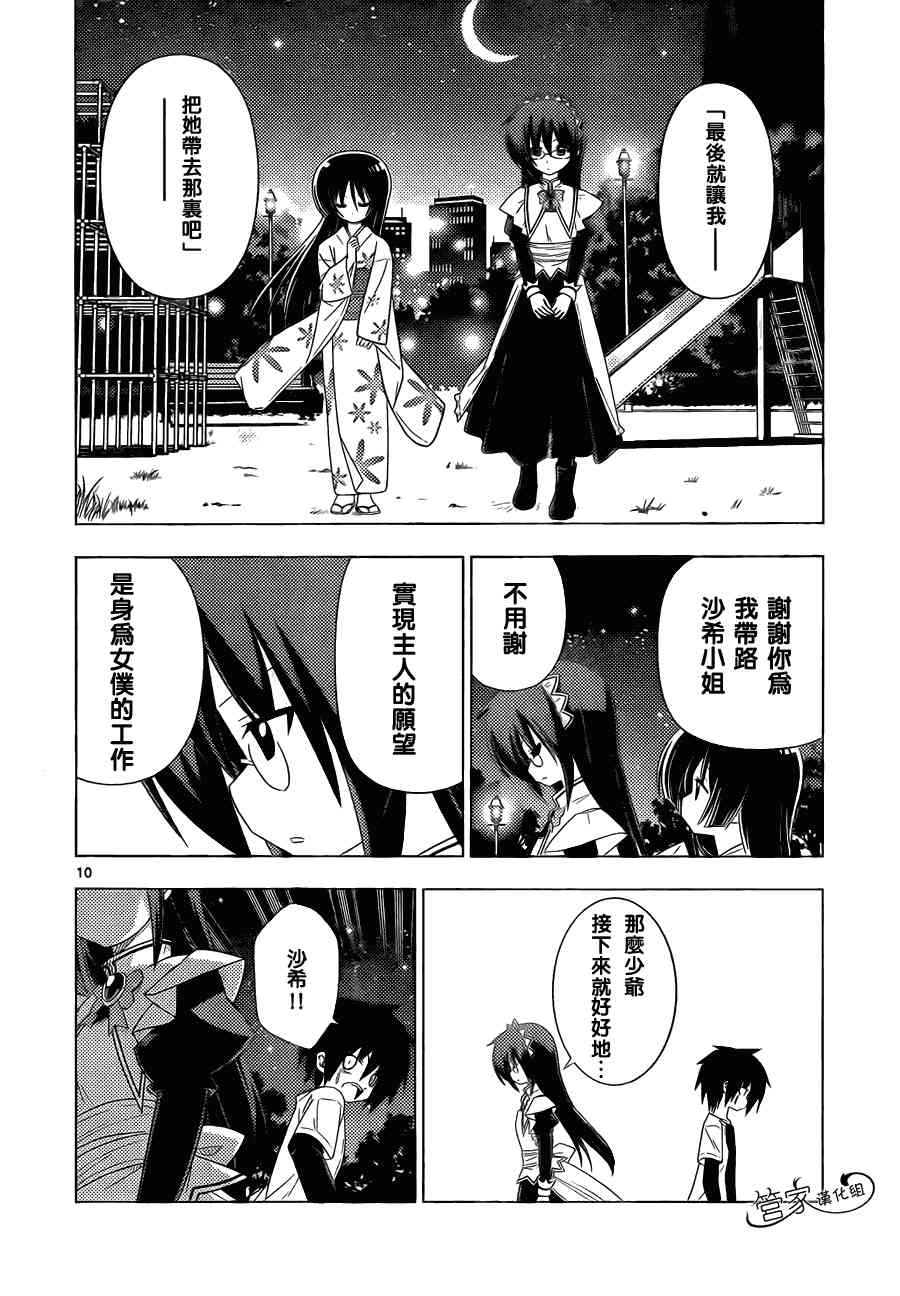 「最後就讓我——
把她帶去那裏吧」
——
謝謝你爲
我帶路
沙希小姐
不用謝
實現主人的願望
是身爲女僕的工作
10
那麼少爺
接下來就好好地…
沙希!!
管家漢化組